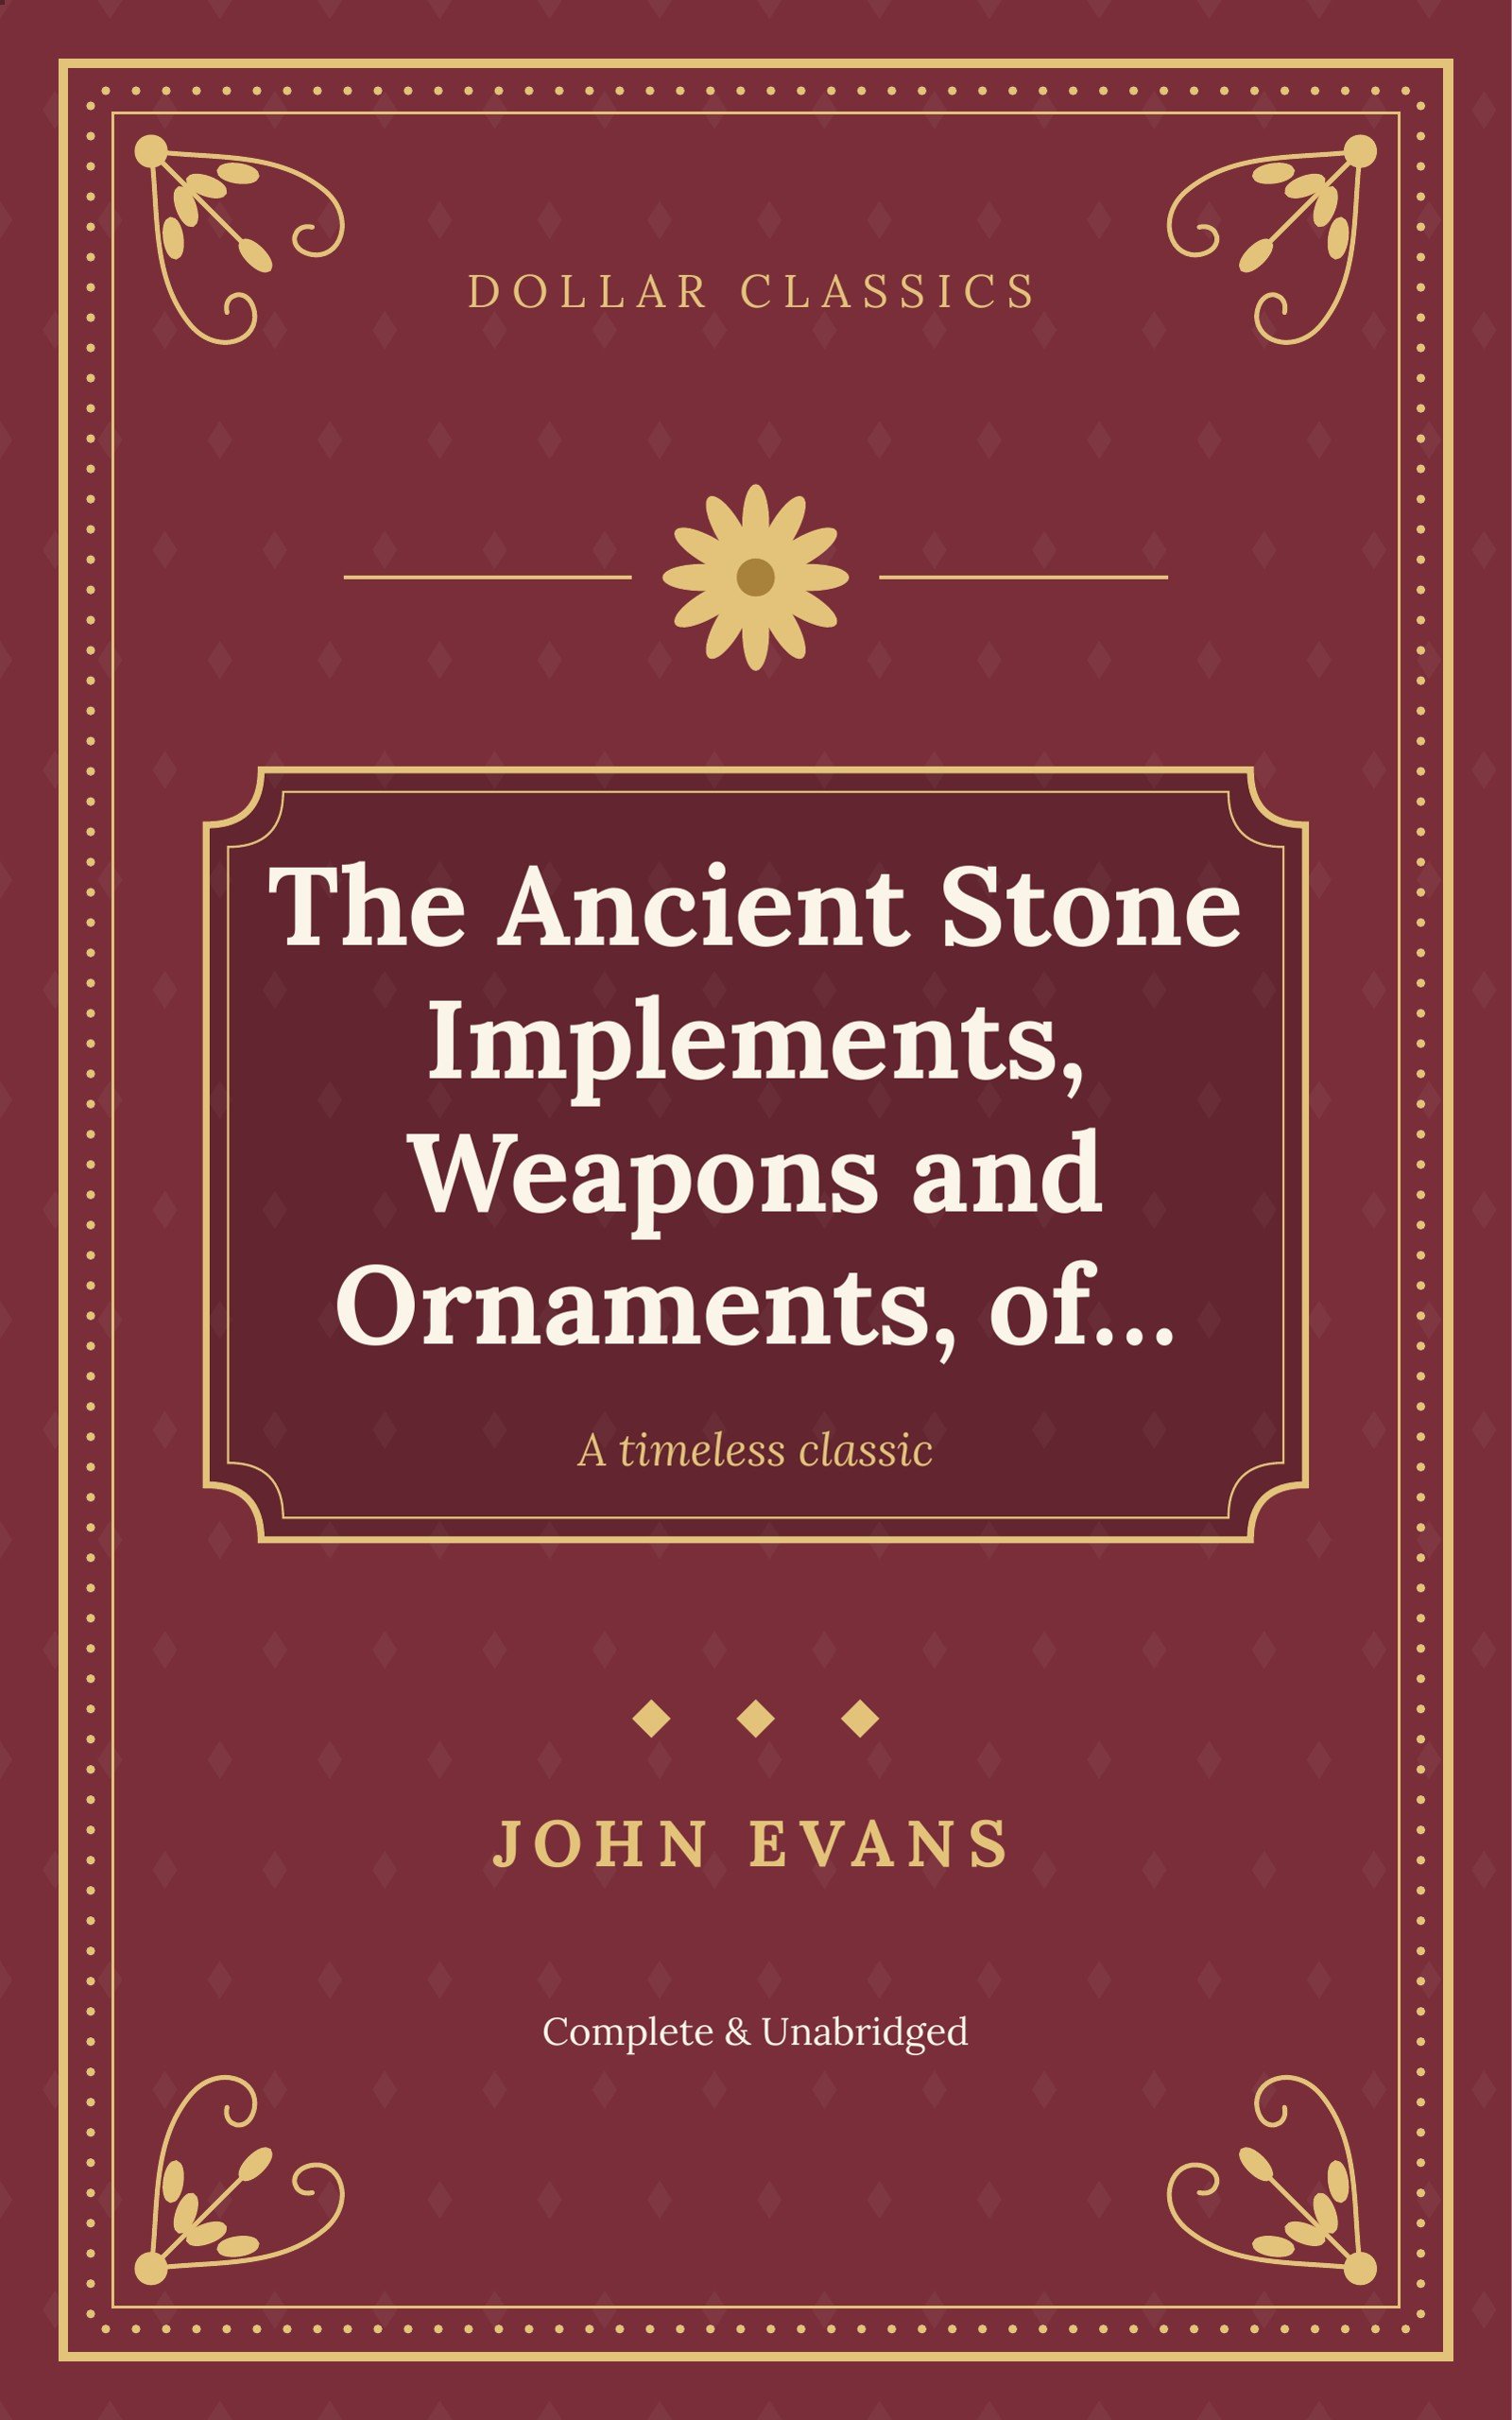 DOLLAR CLASSICS
The Ancient Stone
Implements,
Weapons and
Ornaments, of...
A timeless classic
JOHN EVANS
Complete & Unabridged